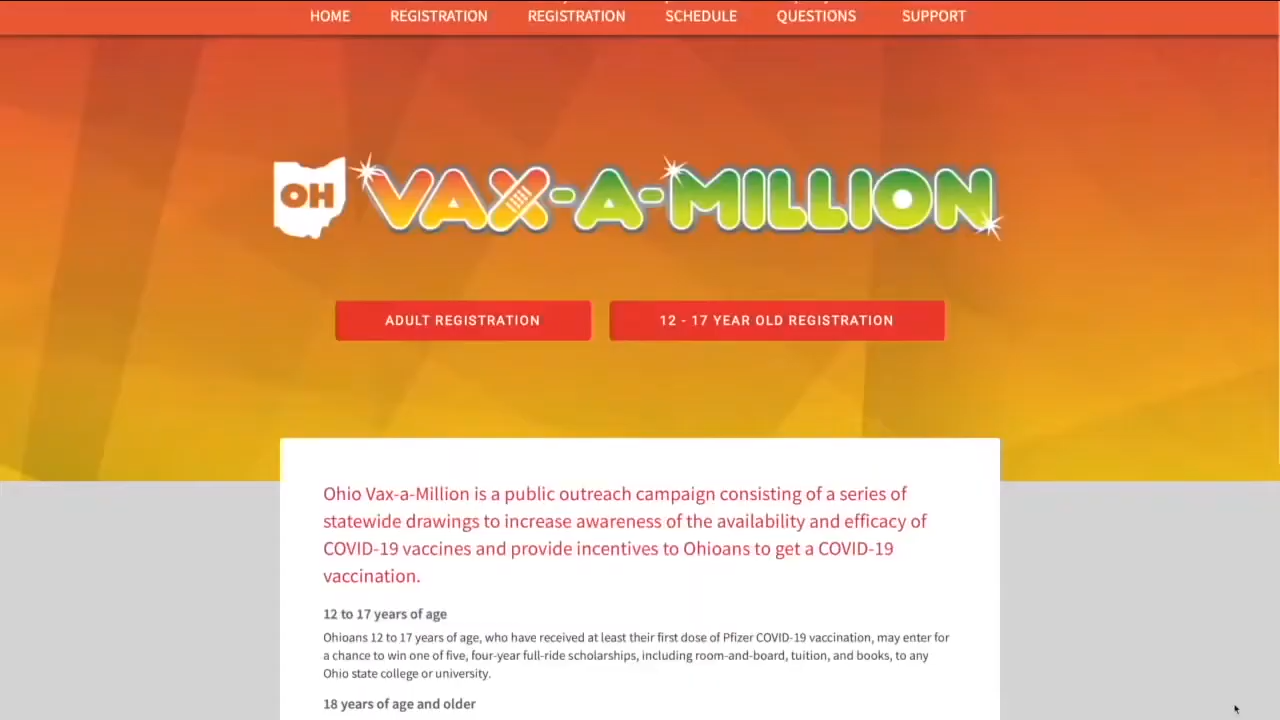 HOME REGISTRATION REGISTRATION SCHEDULE QUESTIONS SUPPORT
OH VAX-A-MILLION
ADULT REGISTRATION 12 - 17 YEAR OLD REGISTRATION
Ohio Vax-a-Million is a public outreach campaign consisting of a series of
statewide drawings to increase awareness of the availability and efficacy of
COVID-19 vaccines and provide incentives to Ohioans to get a COVID-19
vaccination.
12 to 17 years of age
Ohioans 12 to 17 years of age, who have received at least their first dose of Pfizer COVID-19 vaccination, may enter for
a chance to win one of five, four-year full-ride scholarships, including room-and-board, tuition, and books, to any
Ohio state college or university.
18 years of age and older